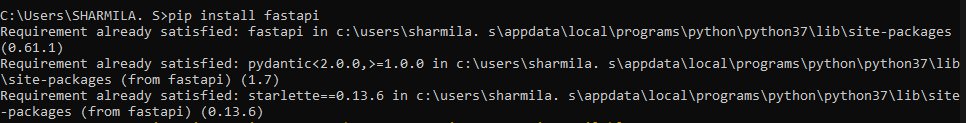 C:\Users\SHARMILA. S>pip install fastapi
Requirement already satisfied: fastapi in c:\users\sharmila. s\appdata\local\programs\python\python37\lib\site-packages
(0.61.1)
Requirement already satisfied: pydantic<2.0.0,>=1.0.0 in c:\users\sharmila. s\appdata\local\programs\python\python37\lib
\site-packages (from fastapi) (1.7)
Requirement already satisfied: starlette==0.13.6 in c:\users\sharmila. s\appdata\local\programs\python\python37\lib\site
-packages (from fastapi) (0.13.6)